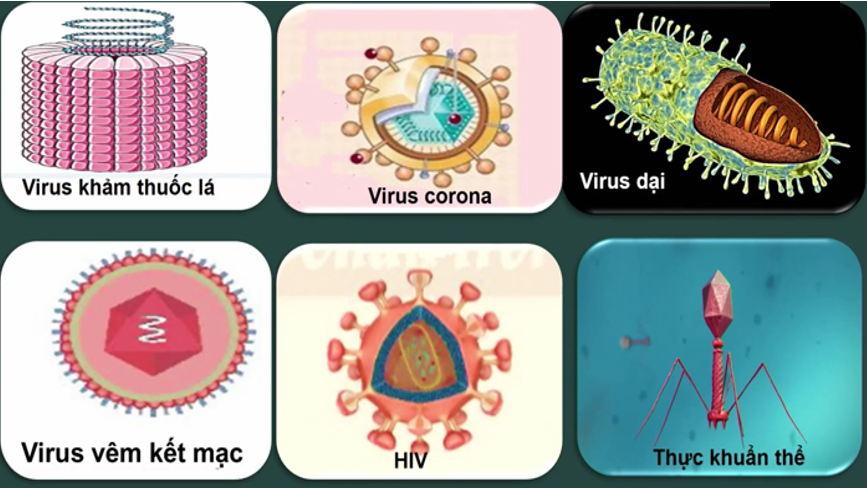 Virus khảm thuốc lá
Virus corona
Virus dại
Virus vêm kết mạc
HIV
Thực khuẩn thể